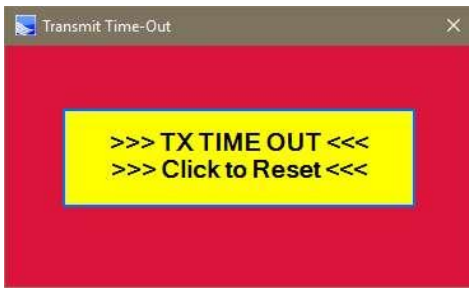 Transmit Time-Out
>>> TX TIME OUT <<<
>>> Click to Reset <<<